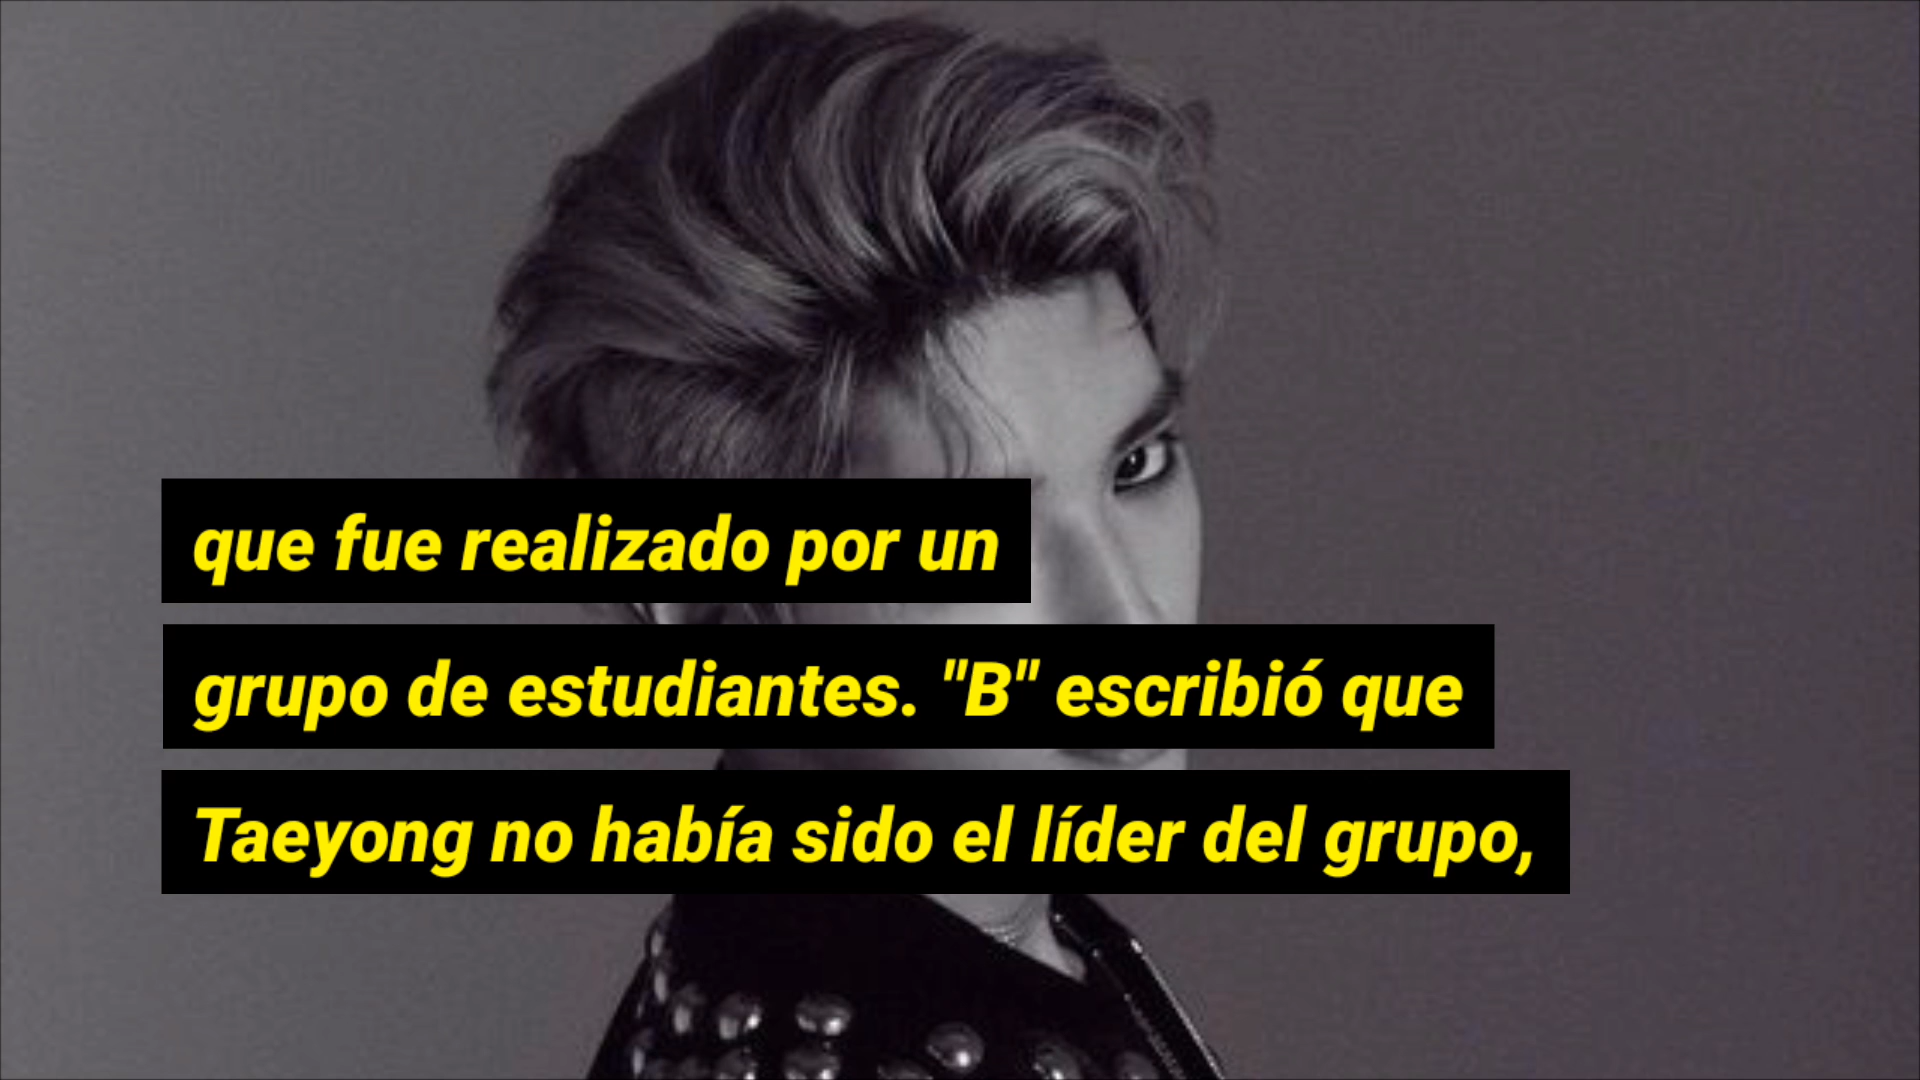 que fue realizado por un
grupo de estudiantes. "B" escribió que
Taeyong no había sido el líder del grupo,